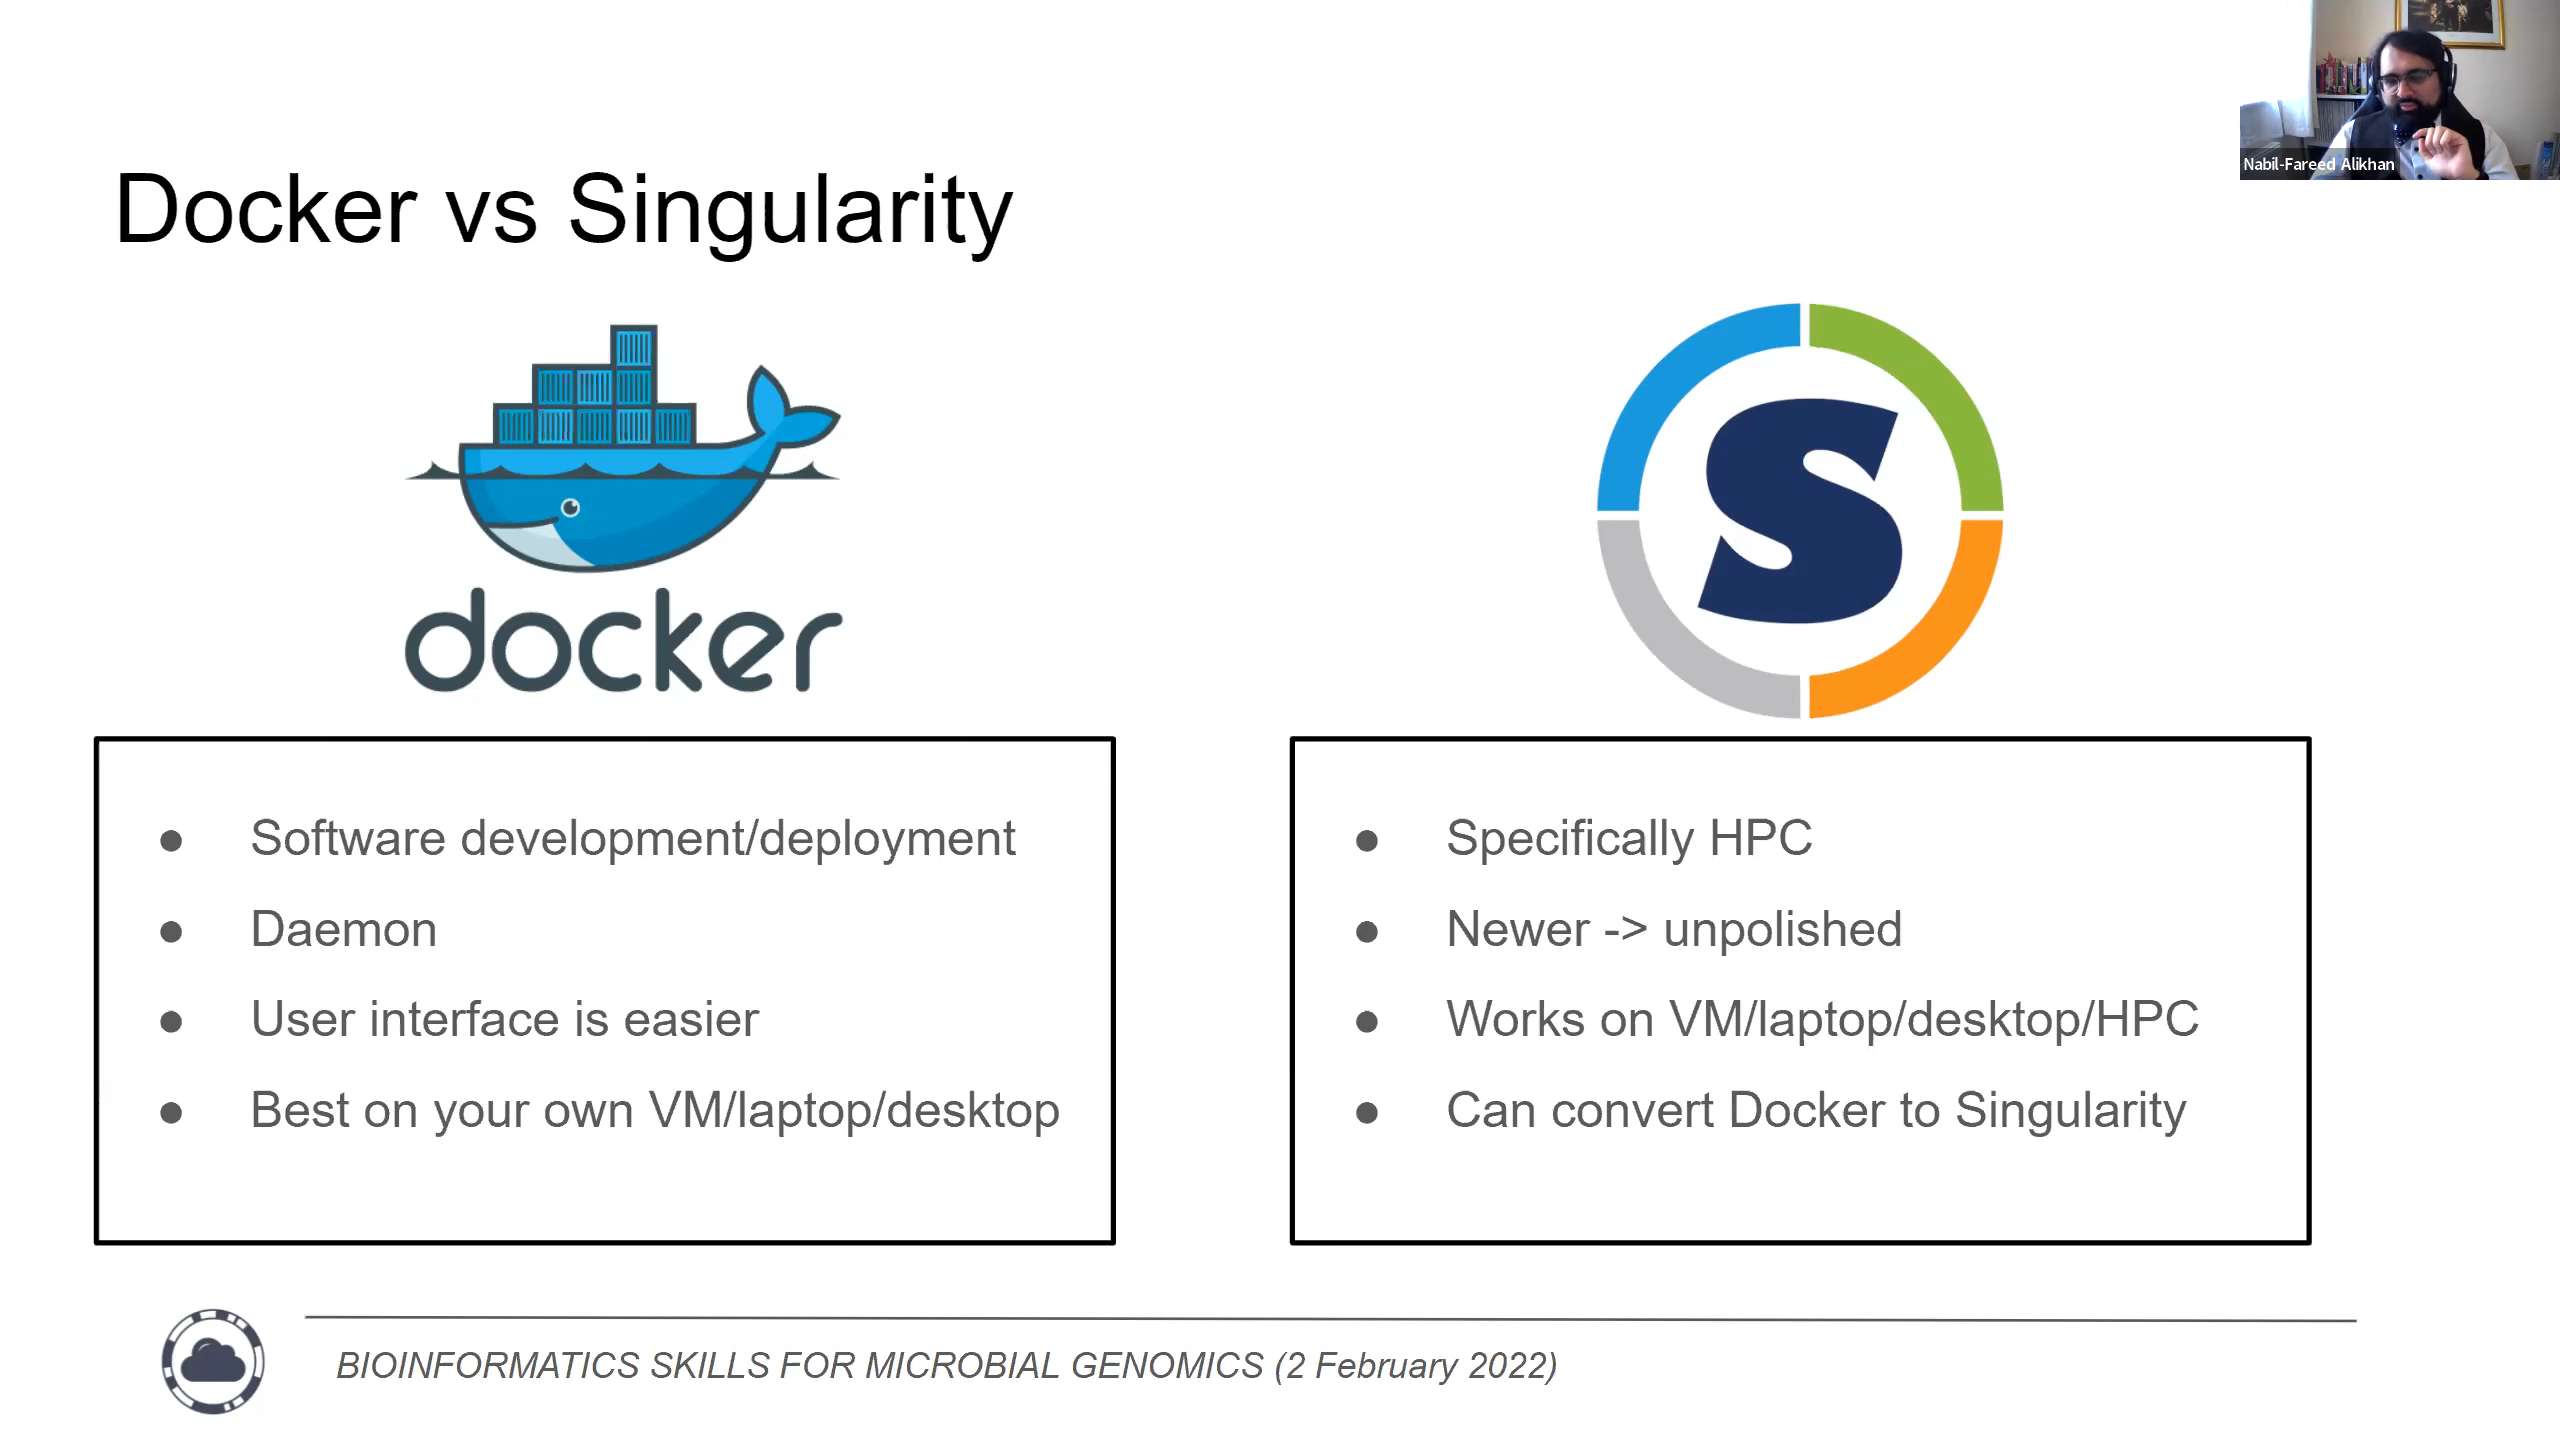 Nabil-Fareed Alikhan
Docker vs Singularity
docker
S
● Software development/deployment
● Daemon
● User interface is easier
● Best on your own VM/laptop/desktop
● Specifically HPC
● Newer -> unpolished
● Works on VM/laptop/desktop/HPC
● Can convert Docker to Singularity
BIOINFORMATICS SKILLS FOR MICROBIAL GENOMICS (2 February 2022)